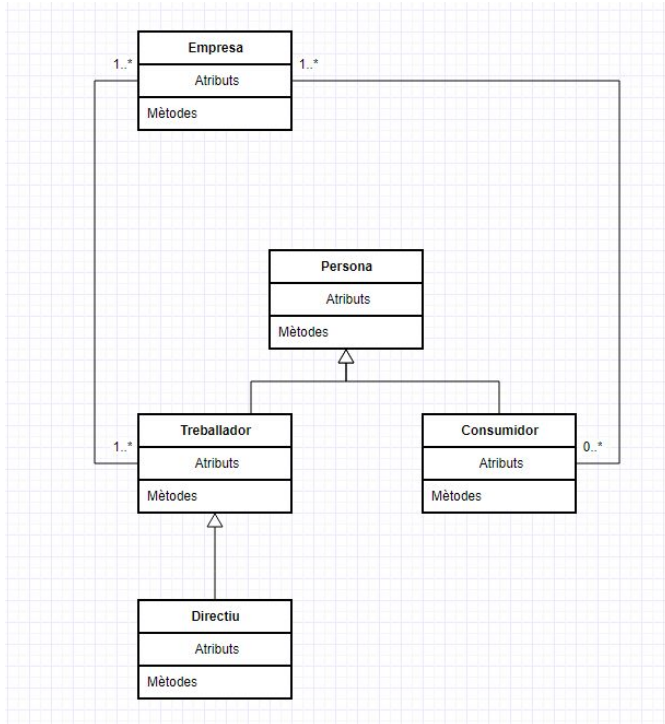 Empresa
1..*
1..*
Atributs
Mètodes
Persona
Atributs
Mètodes
Treballador
Consumidor
1..*
0..*
Atributs
Atributs
Mètodes
Mètodes
Directiu
Atributs
Mètodes